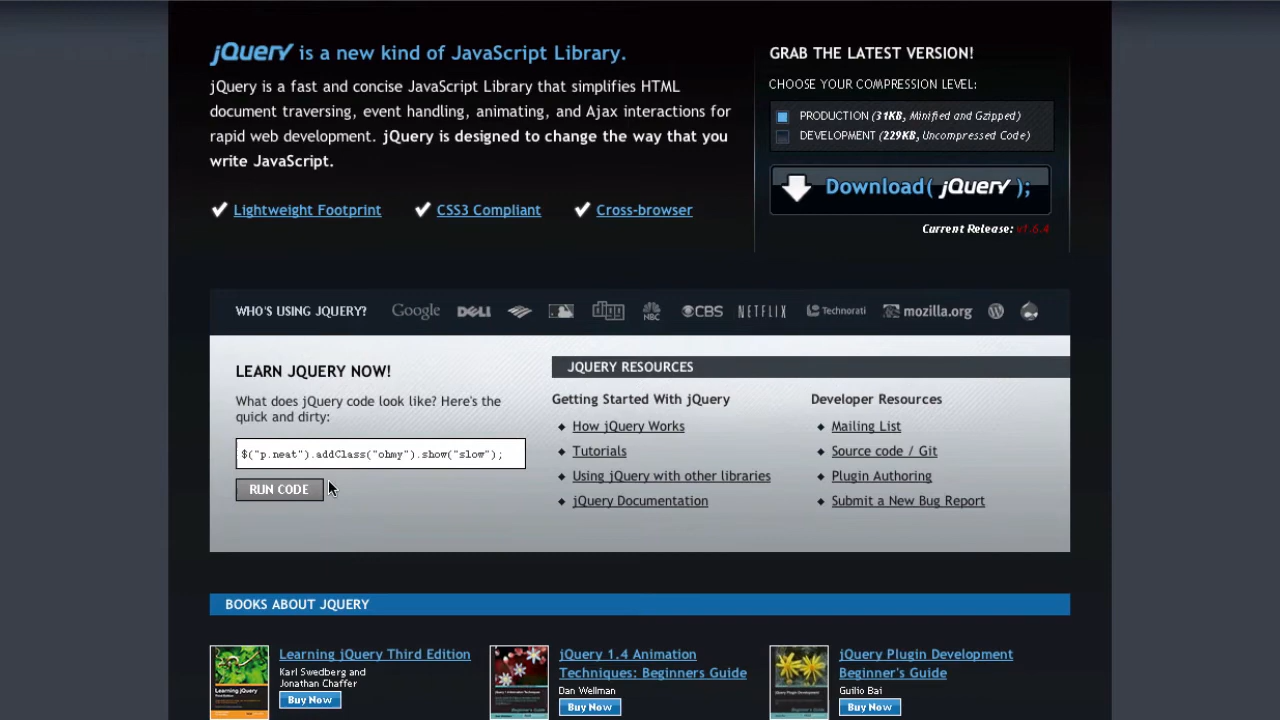 jQuery is a new kind of JavaScript Library.
jQuery is a fast and concise JavaScript Library that simplifies HTML
document traversing, event handling, animating, and Ajax interactions for
rapid web development. jQuery is designed to change the way that you
write JavaScript.
Lightweight Footprint
CSS3 Compliant
Cross-browser
GRAB THE LATEST VERSION!
CHOOSE YOUR COMPRESSION LEVEL:
PRODUCTION (31KB, Minified and Gzipped)
DEVELOPMENT (229KB, Uncompressed Code)
Download( jQuery );
Current Release: v1.6.4
WHO'S USING JQUERY? Google DELL NBC CBS NETFLIX Technorati mozilla.org
LEARN JQUERY NOW!
What does jQuery code look like? Here's the
quick and dirty:
$("p.neat").addClass("ohmy").show("slow");
RUN CODE
JQUERY RESOURCES
Getting Started With jQuery
How jQuery Works
Tutorials
Using jQuery with other libraries
jQuery Documentation
Developer Resources
Mailing List
Source code / Git
Plugin Authoring
Submit a New Bug Report
BOOKS ABOUT JQUERY
Learning jQuery
Learning jQuery Third Edition
Karl Swedberg and
Jonathan Chaffer
Buy Now
jQuery 1.4 Animation
Techniques: Beginners Guide
Dan Wellman
Buy Now
jQuery Plugin Development
Beginner's Guide
Guilio Bai
Buy Now